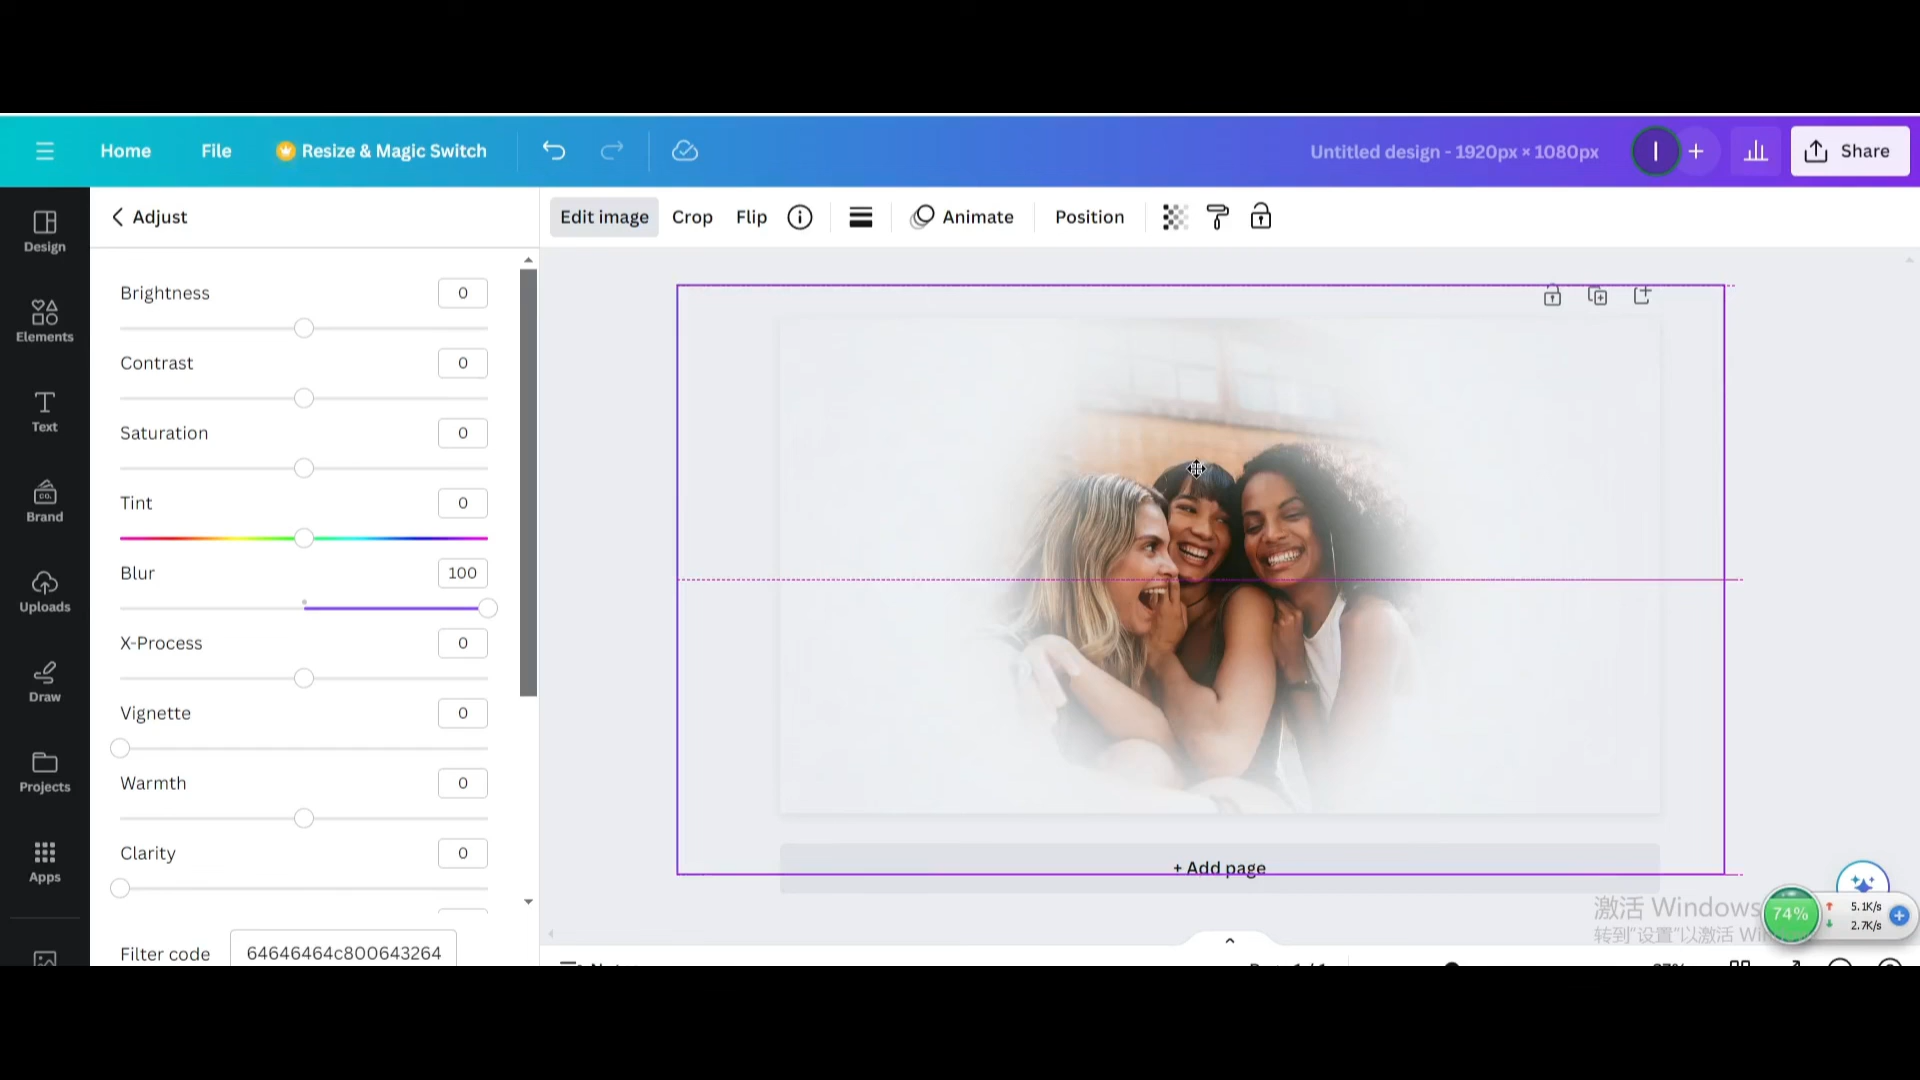 Home File Resize & Magic Switch Untitled design - 1920px × 1080px I + Share
Adjust
Edit image Crop Flip Animate Position
Design
Elements
Text
CO.
Brand
Uploads
Draw
Projects
Apps
Brightness 0
Contrast 0
Saturation 0
Tint 0
Blur 100
X-Process 0
Vignette 0
Warmth 0
Clarity 0
Filter code 64646464c800643264
+ Add page
激活 Windows
转到"设置"以激活 Wi
74%
5.1K/s
2.7K/s